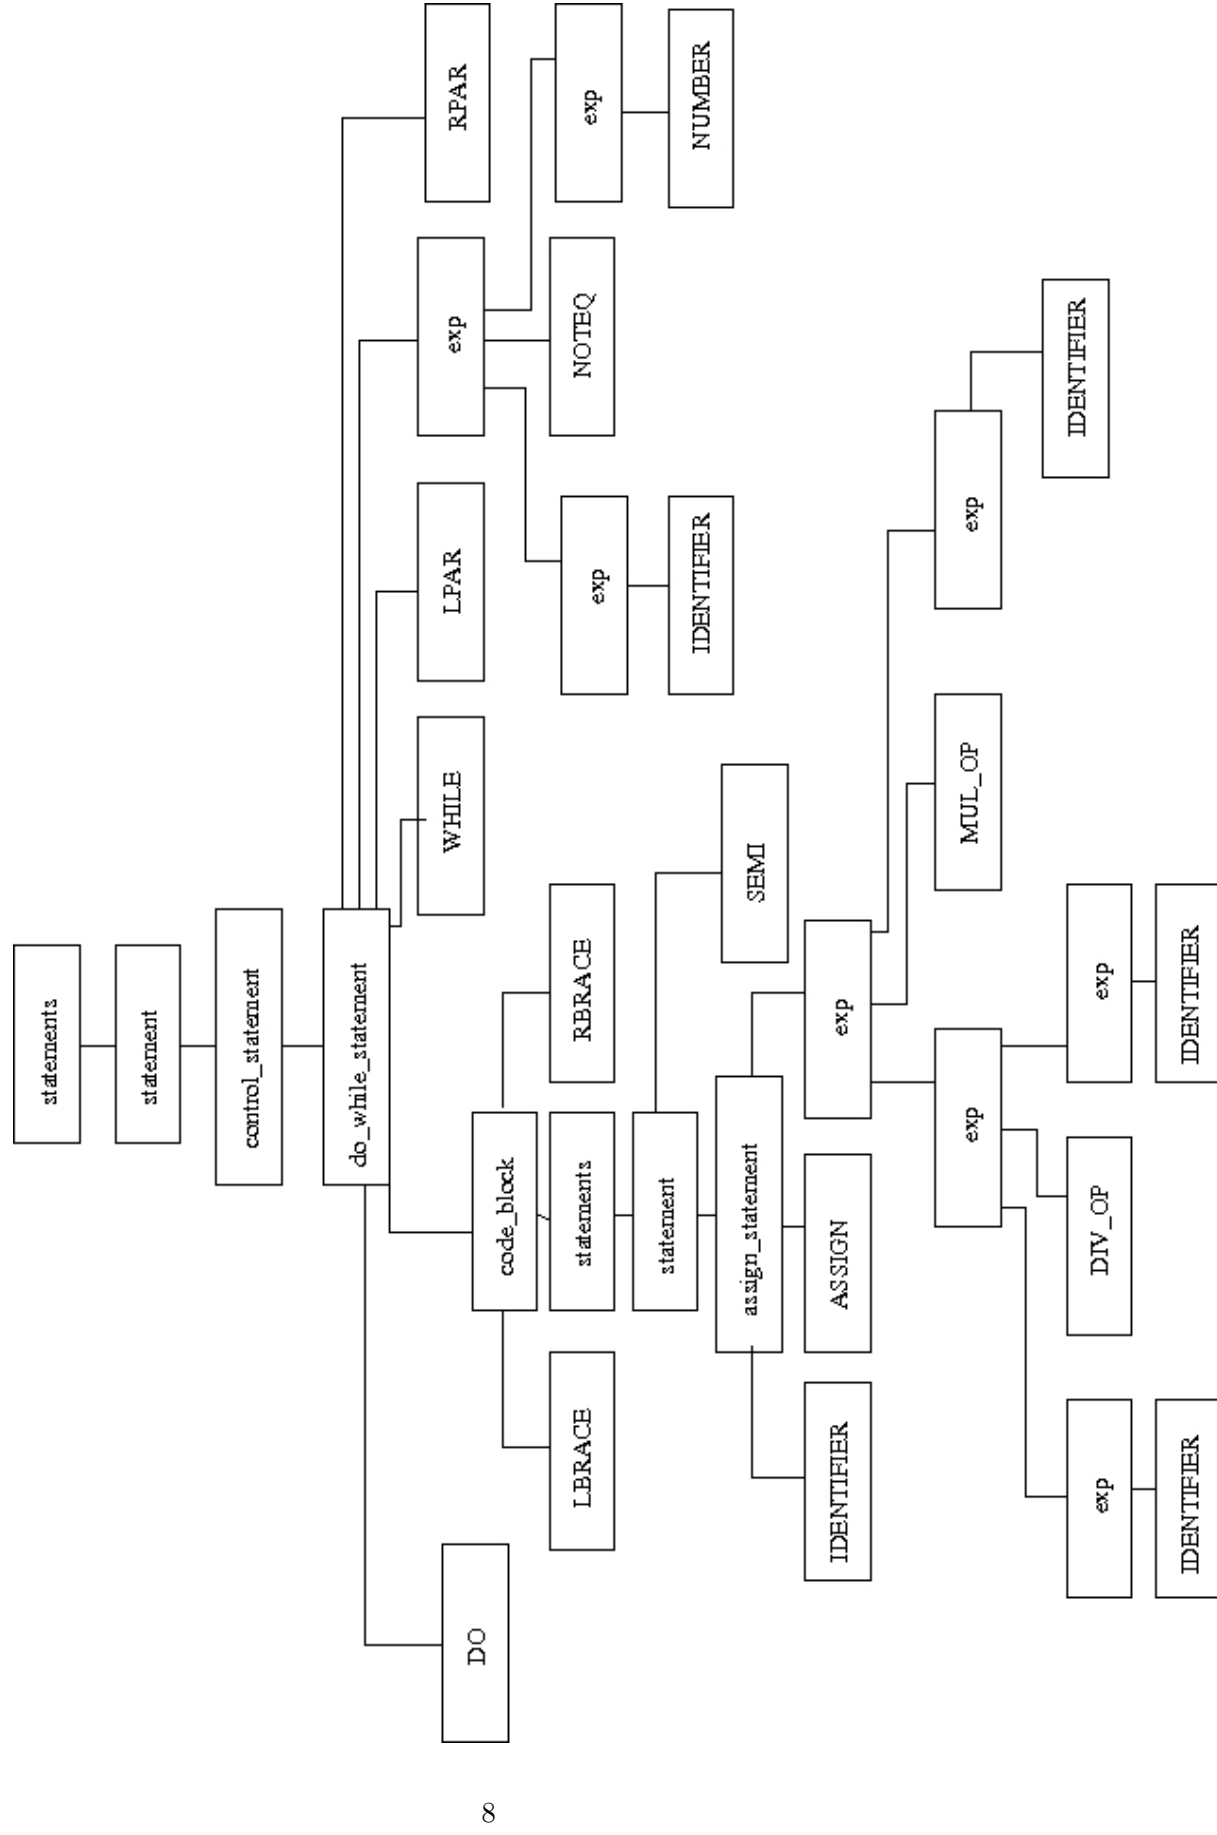 statements
statement
control_statement
do_while_statement
DO
code_block
WHILE
LPAR
exp
RPAR
LBRACE
statements
RBRACE
exp
NOTEQ
exp
statement
IDENTIFIER
NUMBER
assign_statement
SEMI
IDENTIFIER
ASSIGN
exp
exp
MUL_OP
exp
exp
DIV_OP
exp
IDENTIFIER
IDENTIFIER
IDENTIFIER
8